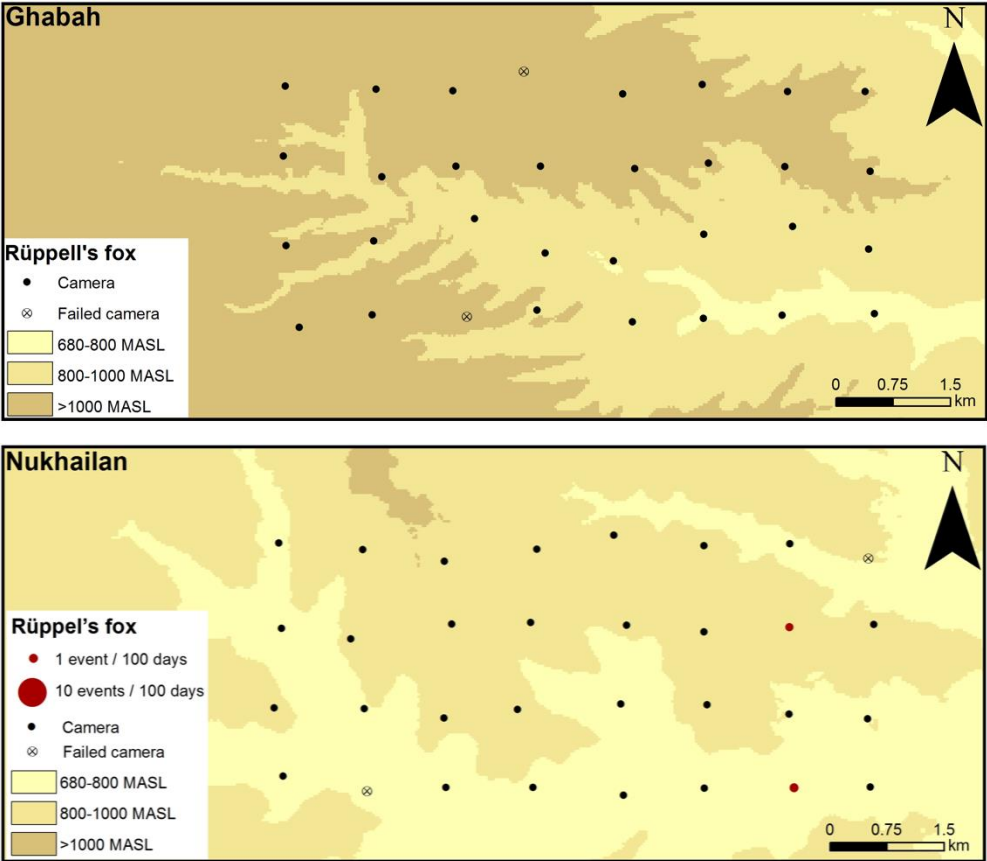 Ghabah
N
Rüppell's fox
Camera
Failed camera
680-800 MASL
800-1000 MASL
>1000 MASL
0 0.75 1.5
km
Nukhailan
N
Rüppel's fox
1 event / 100 days
10 events / 100 days
Camera
Failed camera
680-800 MASL
800-1000 MASL
>1000 MASL
0 0.75 1.5
km